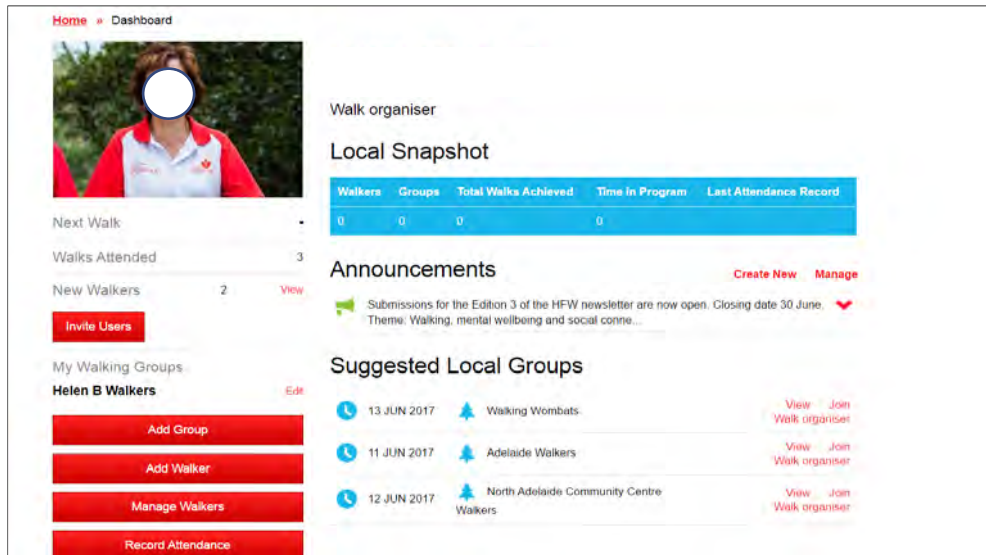 Home » Dashboard
Next Walk -
Walks Attended 3
New Walkers 2 View
Invite Users
My Walking Groups
Helen B Walkers Edit
Add Group
Add Walker
Manage Walkers
Record Attendance
Walk organiser
Local Snapshot
Walkers Groups Total Walks Achieved Time in Program Last Attendance Record
0 0 0 0
Announcements Create New Manage
Submissions for the Edition 3 of the HFW newsletter are now open. Closing date 30 June.
Theme: Walking, mental wellbeing and social conne...
Suggested Local Groups
13 JUN 2017 Walking Wombats View Join
Walk organiser
11 JUN 2017 Adelaide Walkers View Join
Walk organiser
12 JUN 2017 North Adelaide Community Centre View Join
Walkers Walk organiser